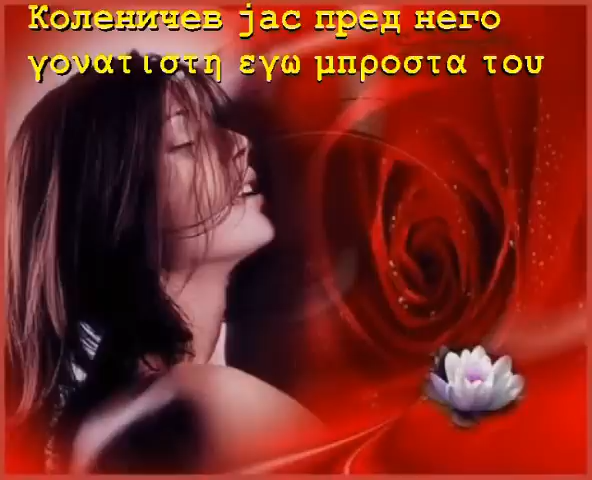 Коленичев јас пред него
γονατιστη εγω μπροστα του